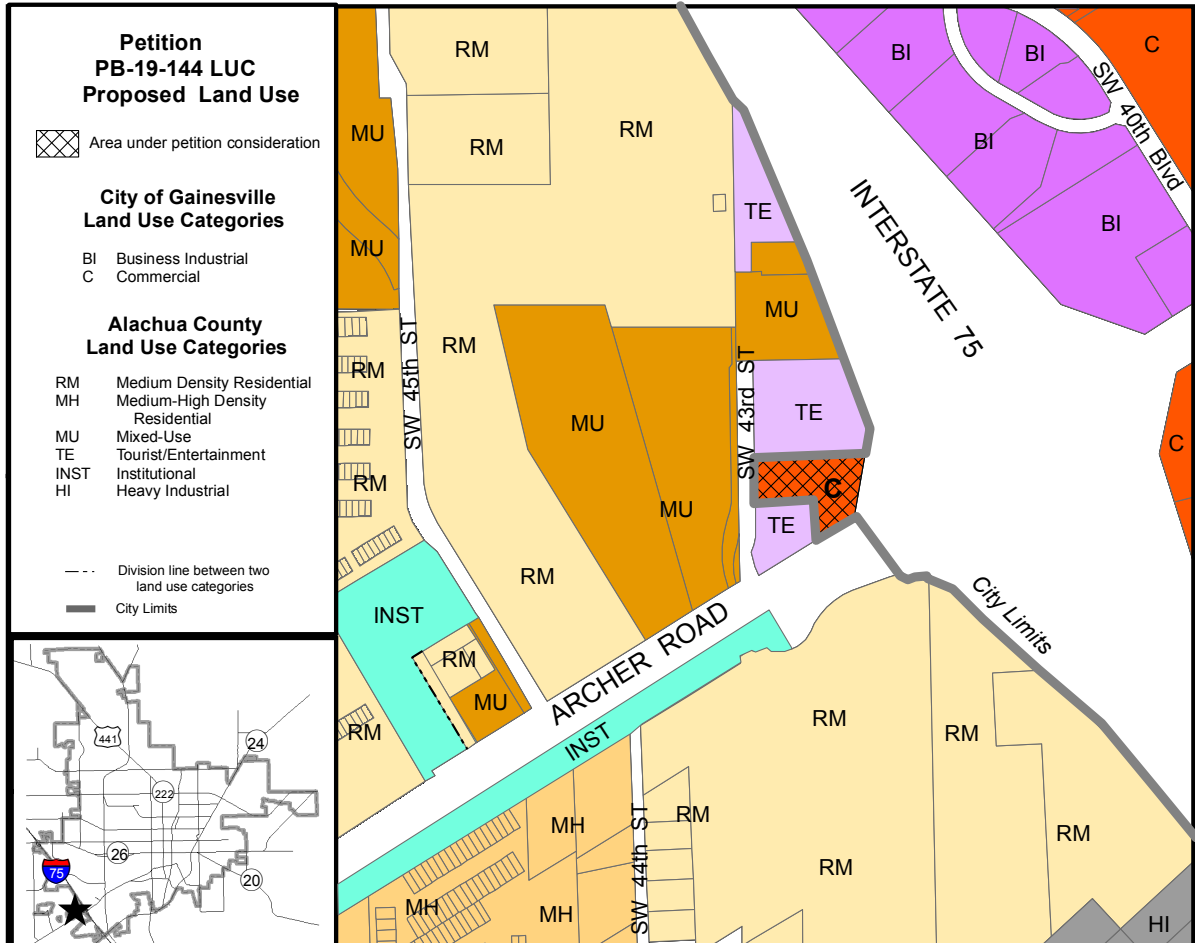 Petition
PB-19-144 LUC
Proposed Land Use
Area under petition consideration
City of Gainesville
Land Use Categories
BI Business Industrial
C Commercial
Alachua County
Land Use Categories
RM Medium Density Residential
MH Medium-High Density
Residential
MU Mixed-Use
TE Tourist/Entertainment
INST Institutional
HI Heavy Industrial
Division line between two
land use categories
City Limits
441
24
222
26
75
20
RM
BI
BI
C
MU
RM
RM
SW 40th Blvd
BI
TE
BI
MU
INTERSTATE 75
MU
RM
RM
SW 45th ST
SW 43rd ST
TE
MU
C
RM
C
MU
TE
RM
INST
City Limits
RM
MU
ARCHER ROAD
RM
INST
RM
RM
MH
SW 44th ST
RM
RM
RM
MH
MH
HI